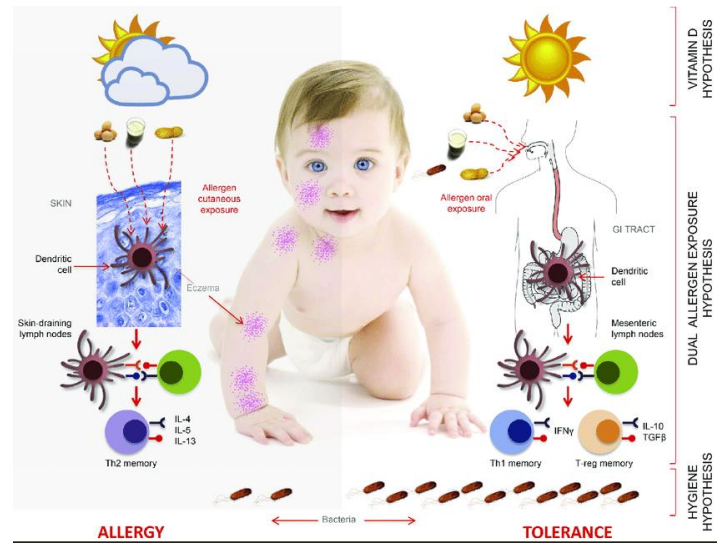 VITAMIN D
HYPOTHESIS
SKIN
Allergen
cutaneous
exposure
Allergen oral
exposure
GI TRACT
Dendritic
cell
Eczema
Dendritic
cell
Skin-draining
lymph nodes
Mesenteric
lymph nodes
DUAL ALLERGEN EXPOSURE
HYPOTHESIS
IL-4
IL-5
IL-13
Th2 memory
IFNγ
Th1 memory
IL-10
TGFβ
T-reg memory
HYGIENE
HYPOTHESIS
Bacteria
ALLERGY
TOLERANCE